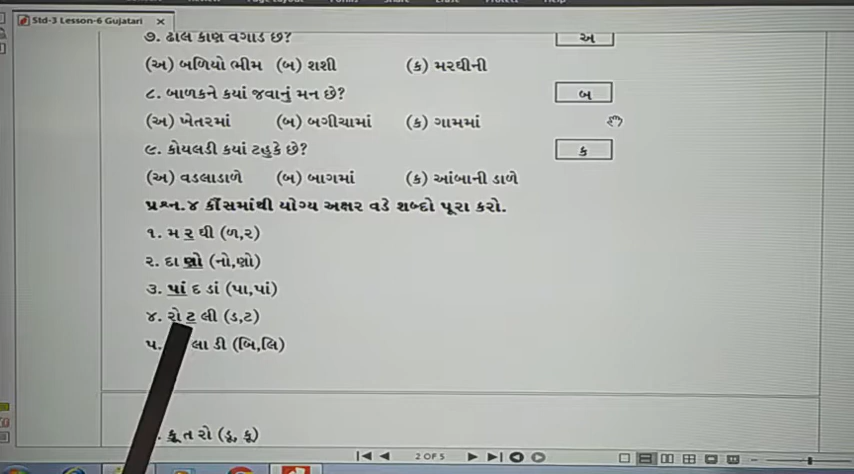 Std-3 Lesson-6 Gujatari
૭. ઢોલ કોણ વગાડે છે? અ
(અ) બળિયો ભીમ (બ) શશી (ક) મરઘીની
૮. બાળકને કયાં જવાનું મન છે? બ
(અ) ખેતરમાં (બ) બગીચામાં (ક) ગામમાં
૯. કોયલડી કયાં ટહુકે છે? ક
(અ) વડલાડાળે (બ) બાગમાં (ક) આંબાની ડાળે
પ્રશ્ન.૪ કૌંસમાંથી યોગ્ય અક્ષર વડે શબ્દો પૂરા કરો.
૧. મ ર ઘી (ળ,ર)
૨. દા ણો (નો,ણો)
૩. પાં દ ડાં (પા,પાં)
૪. રો ટ લી (ડ,ટ)
૫. લા ડી (બિ,લિ)
કૂ ત રો (ડૂ, કૂ)
2 OF 5